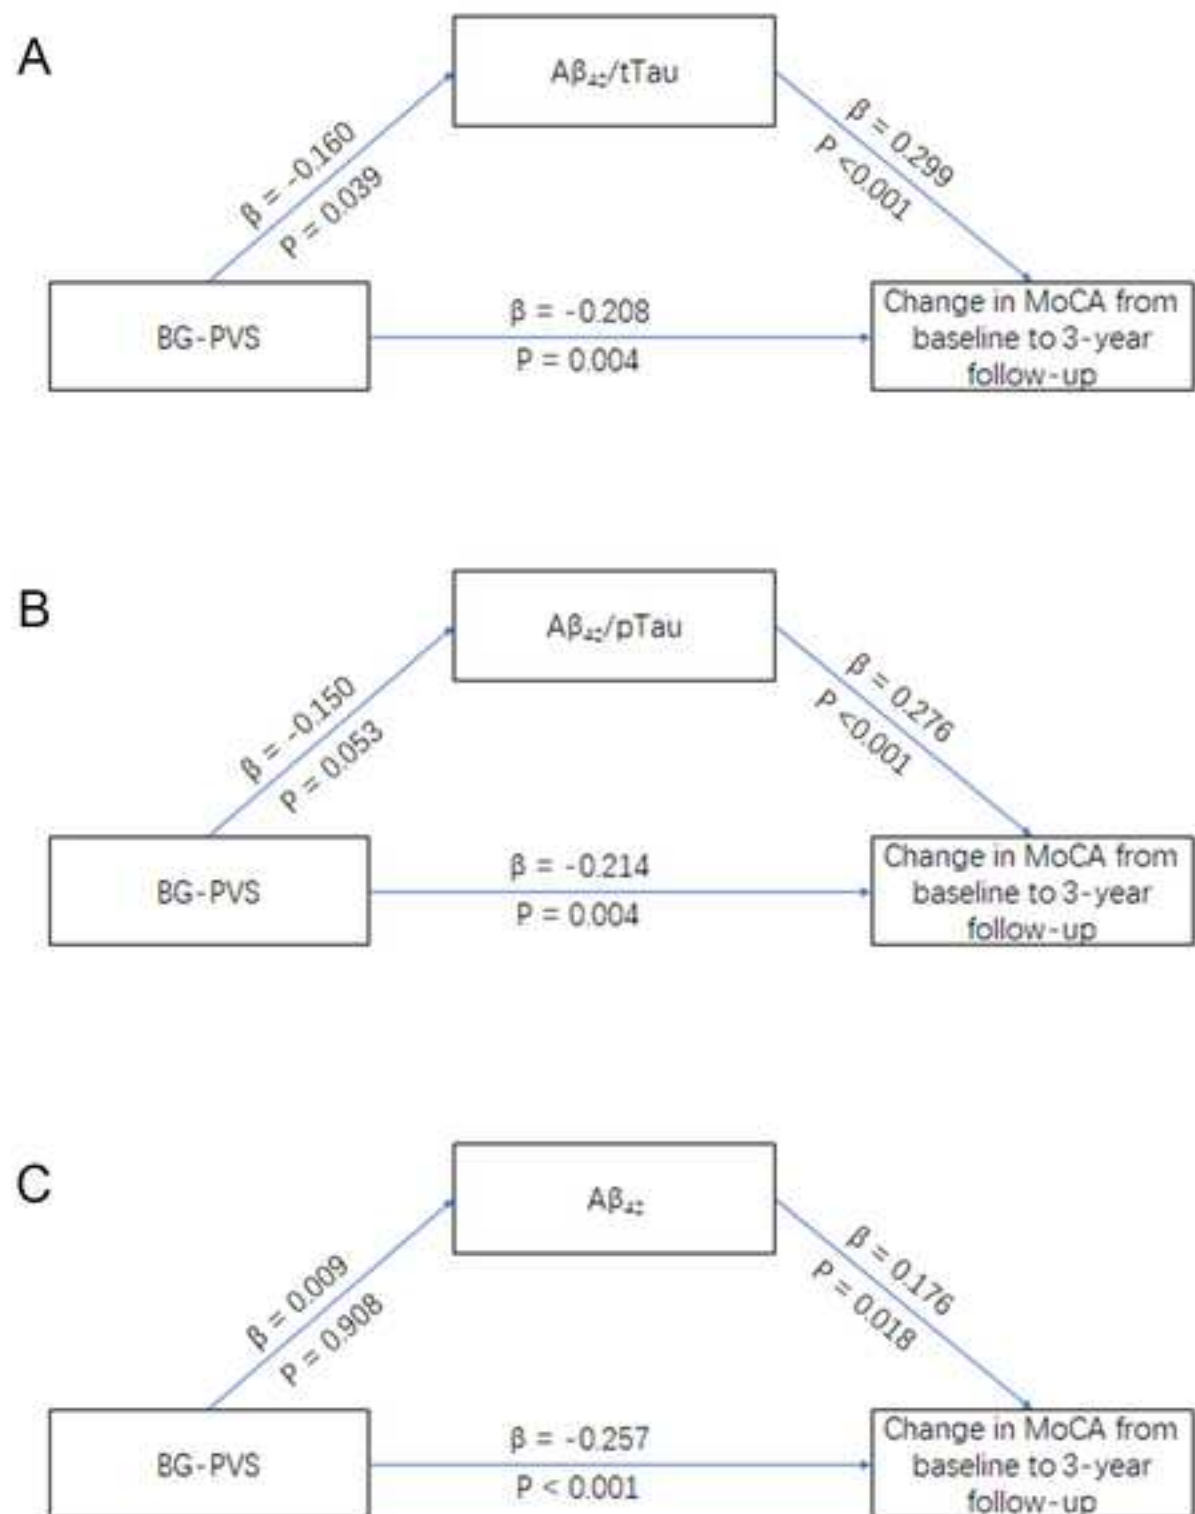 A
Aβ₄₂/tTau
β = -0.160
P = 0.039
β = 0.299
P <0.001
BG-PVS
β = -0.208
P = 0.004
Change in MoCA from
baseline to 3-year
follow-up
B
Aβ₄₂/pTau
β = -0.150
P = 0.053
β = 0.276
P <0.001
BG-PVS
β = -0.214
P = 0.004
Change in MoCA from
baseline to 3-year
follow-up
C
Aβ₄₂
β = 0.009
P = 0.908
β = 0.176
P = 0.018
BG-PVS
β = -0.257
P < 0.001
Change in MoCA from
baseline to 3-year
follow-up